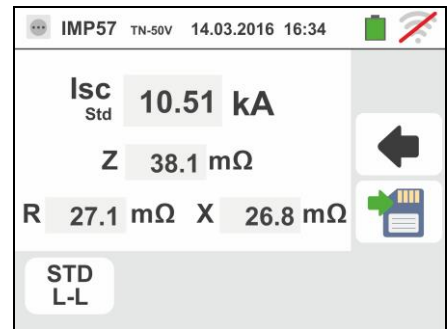 IMP57 TN-50V 14.03.2016 16:34
Isc Std 10.51 kA
Z 38.1 mΩ
R 27.1 mΩ X 26.8 mΩ
STD
L-L